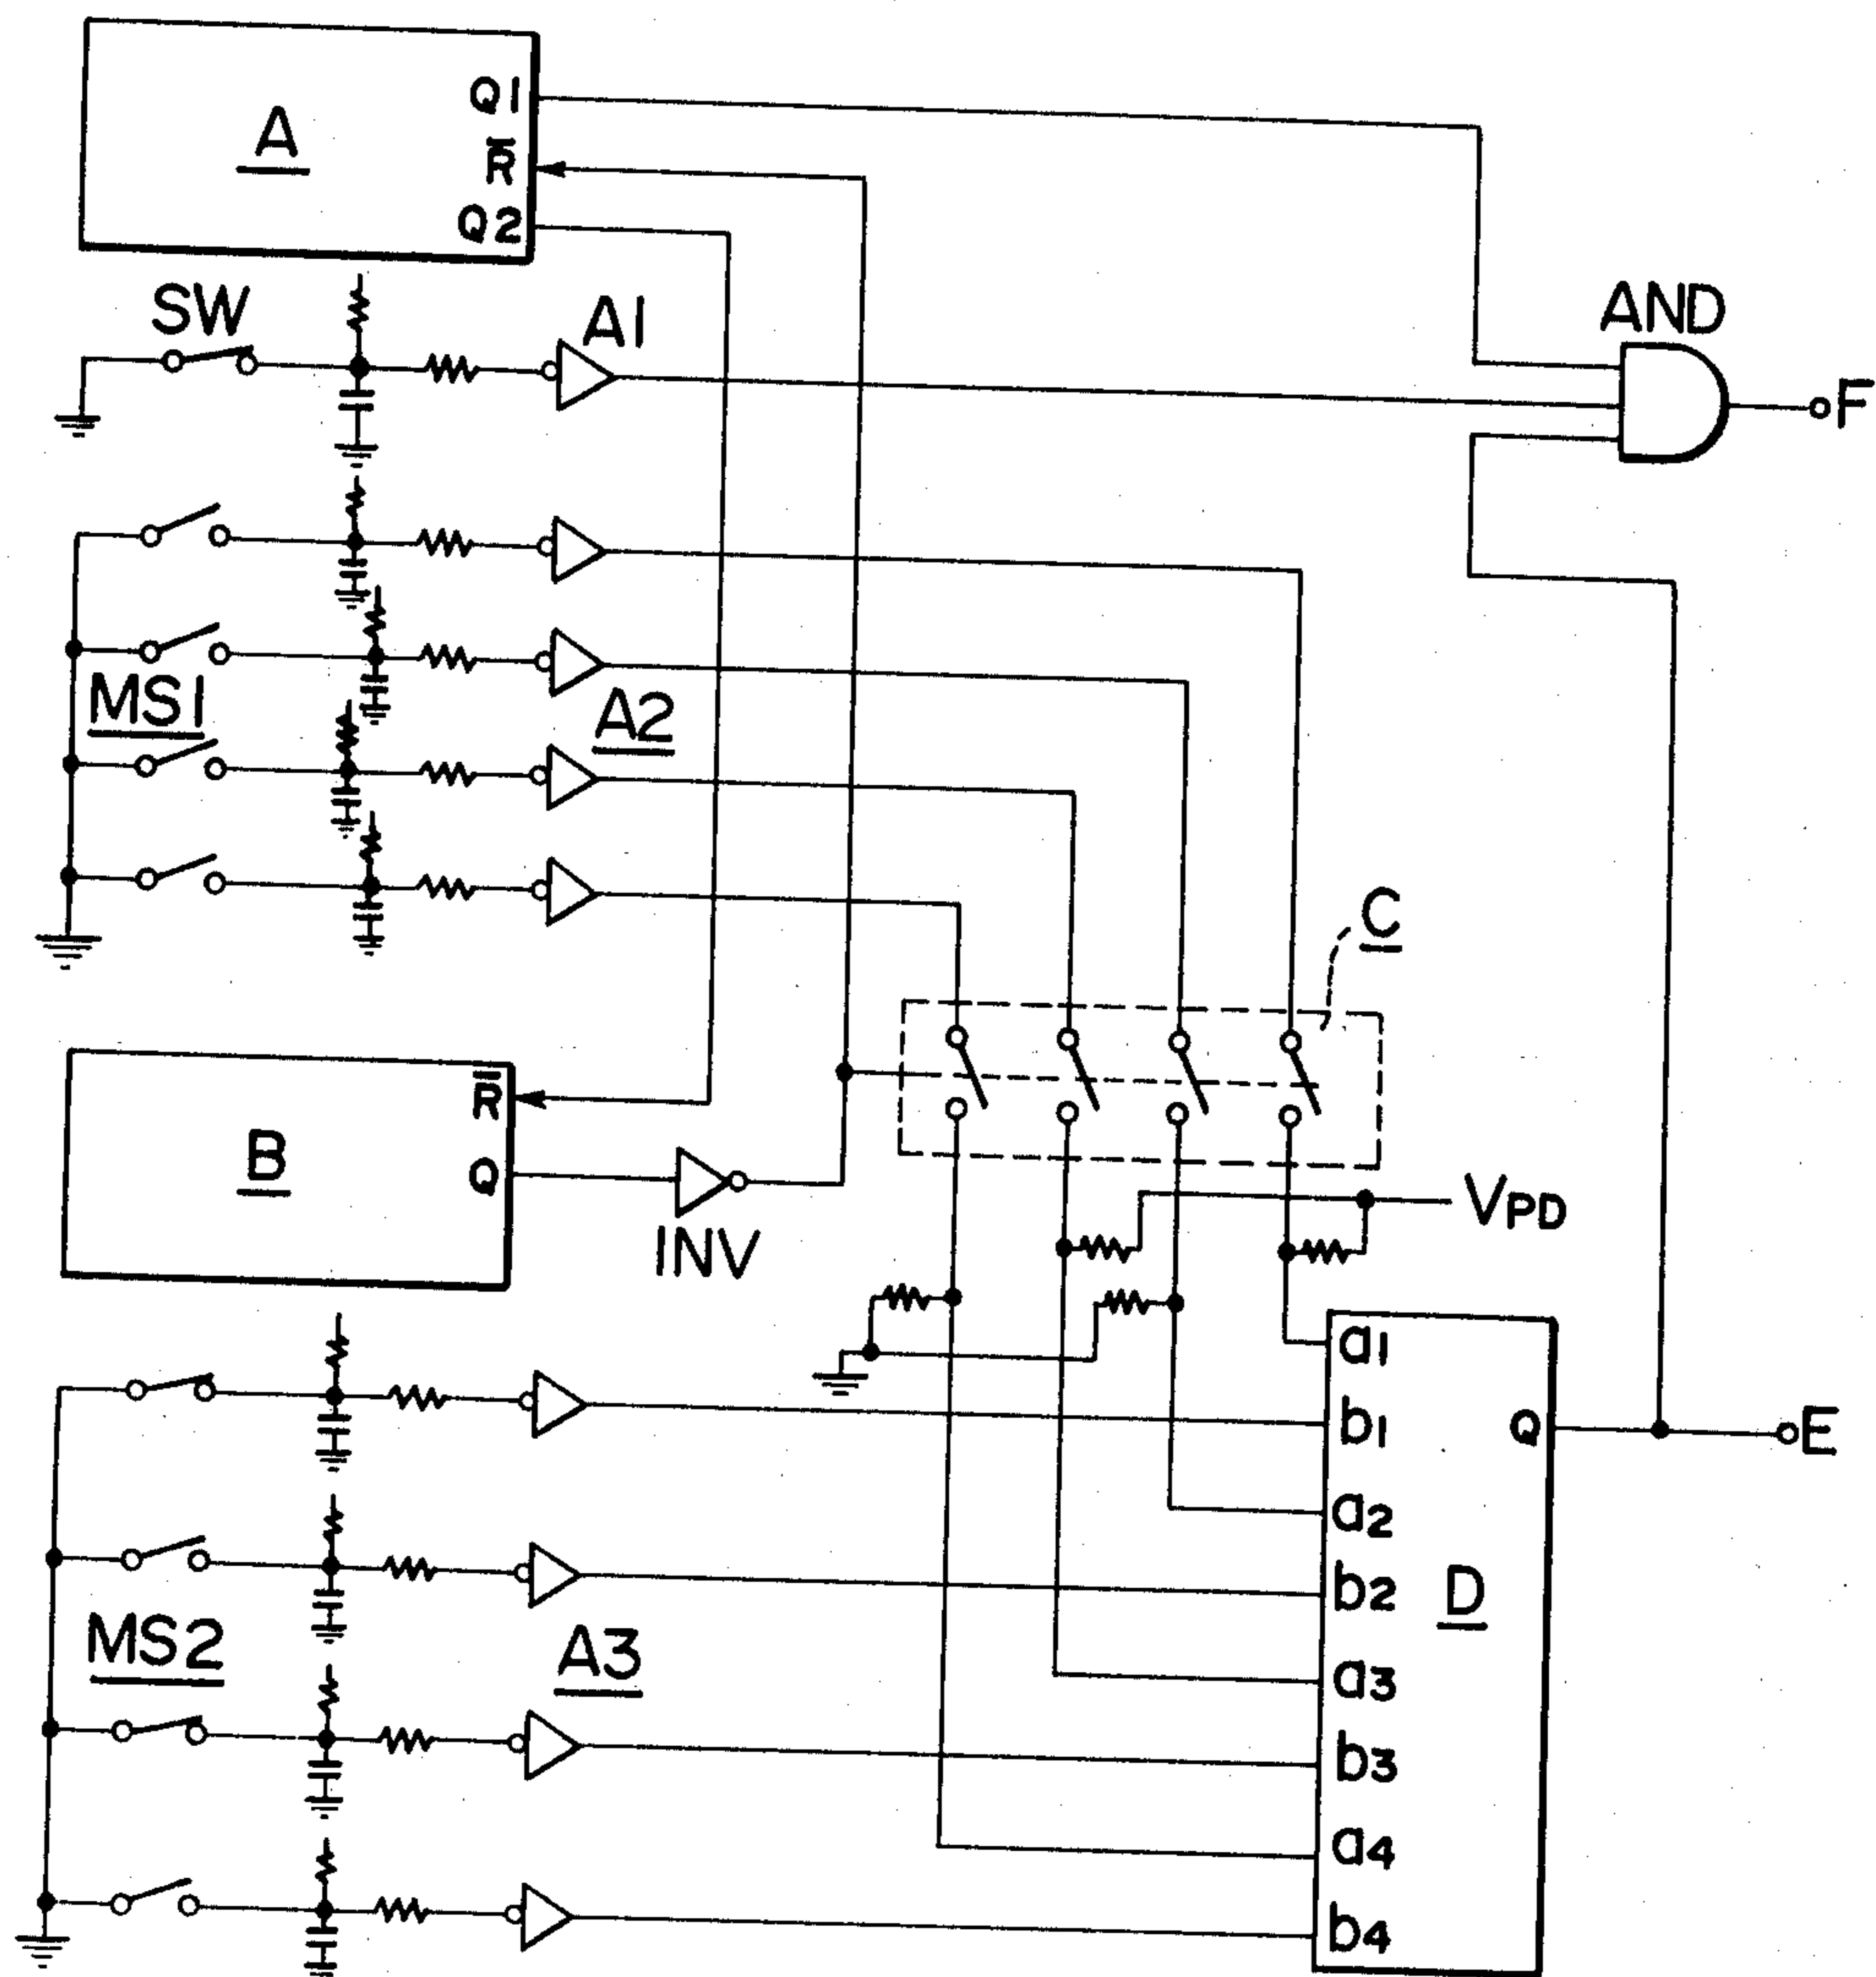 A
Q1
R̅
Q2
SW
A1
AND
F
MS1
A2
C
B
R̅
Q
INV
VPD
a1
b1
Q
E
a2
b2
D
MS2
A3
a3
b3
a4
b4